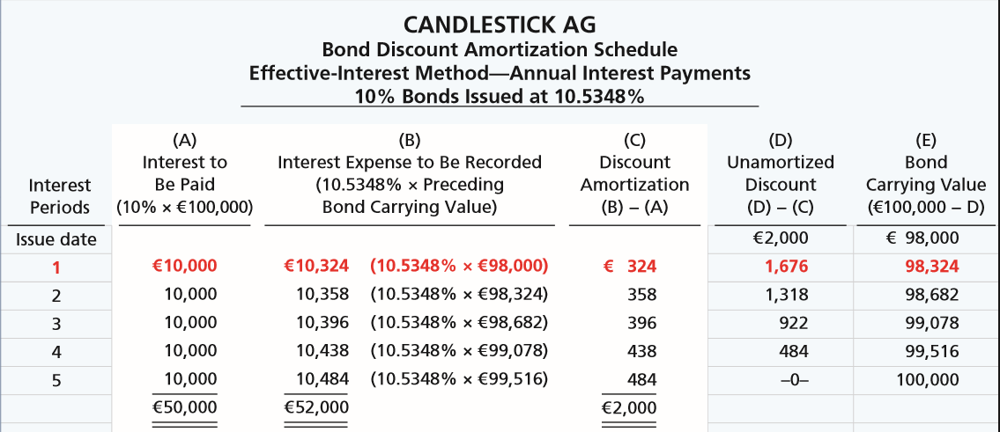 CANDLESTICK AG
Bond Discount Amortization Schedule
Effective-Interest Method—Annual Interest Payments
10% Bonds Issued at 10.5348%
(A) (B) (C) (D) (E)
Interest to Interest Expense to Be Recorded Discount Unamortized Bond
Interest Be Paid (10.5348% × Preceding Amortization Discount Carrying Value
Periods (10% × €100,000) Bond Carrying Value) (B) – (A) (D) – (C) (€100,000 – D)
Issue date €2,000 € 98,000
1 €10,000 €10,324 (10.5348% × €98,000) € 324 1,676 98,324
2 10,000 10,358 (10.5348% × €98,324) 358 1,318 98,682
3 10,000 10,396 (10.5348% × €98,682) 396 922 99,078
4 10,000 10,438 (10.5348% × €99,078) 438 484 99,516
5 10,000 10,484 (10.5348% × €99,516) 484 –0– 100,000
€50,000 €52,000 €2,000